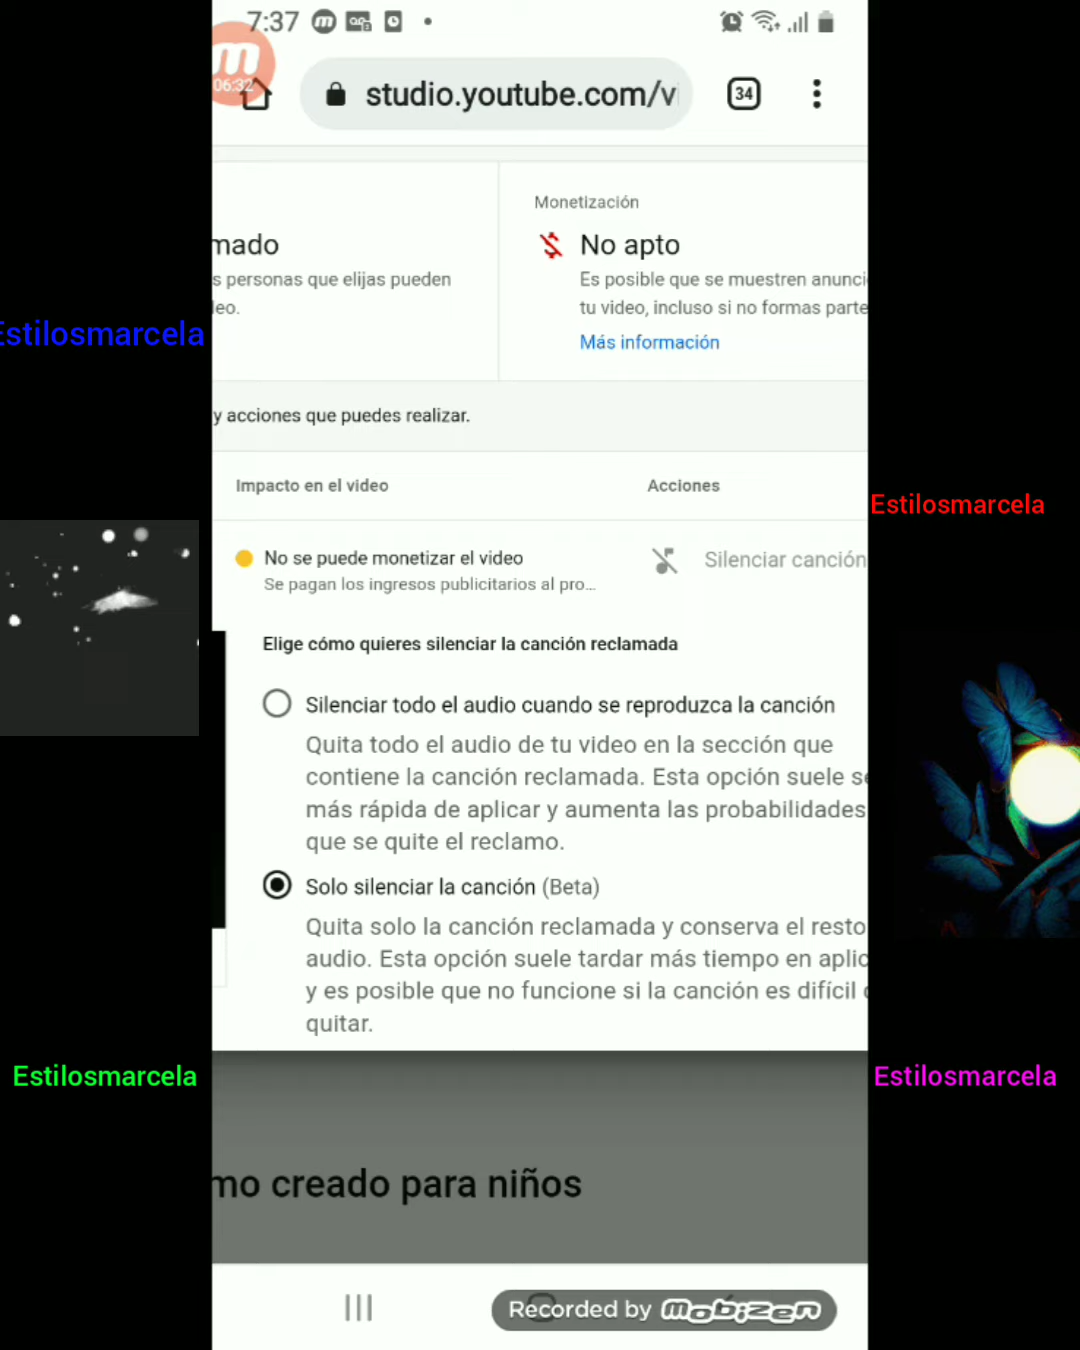 7:37
06:32
studio.youtube.com/v
34
Monetización
mado
No apto
s personas que elijas pueden
Es posible que se muestren anunci
eo.
tu video, incluso si no formas parte
Más información
Estilosmarcela
y acciones que puedes realizar.
Impacto en el video
Acciones
Estilosmarcela
No se puede monetizar el video
Silenciar canción
Se pagan los ingresos publicitarios al pro...
Elige cómo quieres silenciar la canción reclamada
Silenciar todo el audio cuando se reproduzca la canción
Quita todo el audio de tu video en la sección que
contiene la canción reclamada. Esta opción suele se
más rápida de aplicar y aumenta las probabilidades
que se quite el reclamo.
Solo silenciar la canción (Beta)
Quita solo la canción reclamada y conserva el resto
audio. Esta opción suele tardar más tiempo en aplic
y es posible que no funcione si la canción es difícil
quitar.
Estilosmarcela
Estilosmarcela
mo creado para niños
Recorded by mobizen